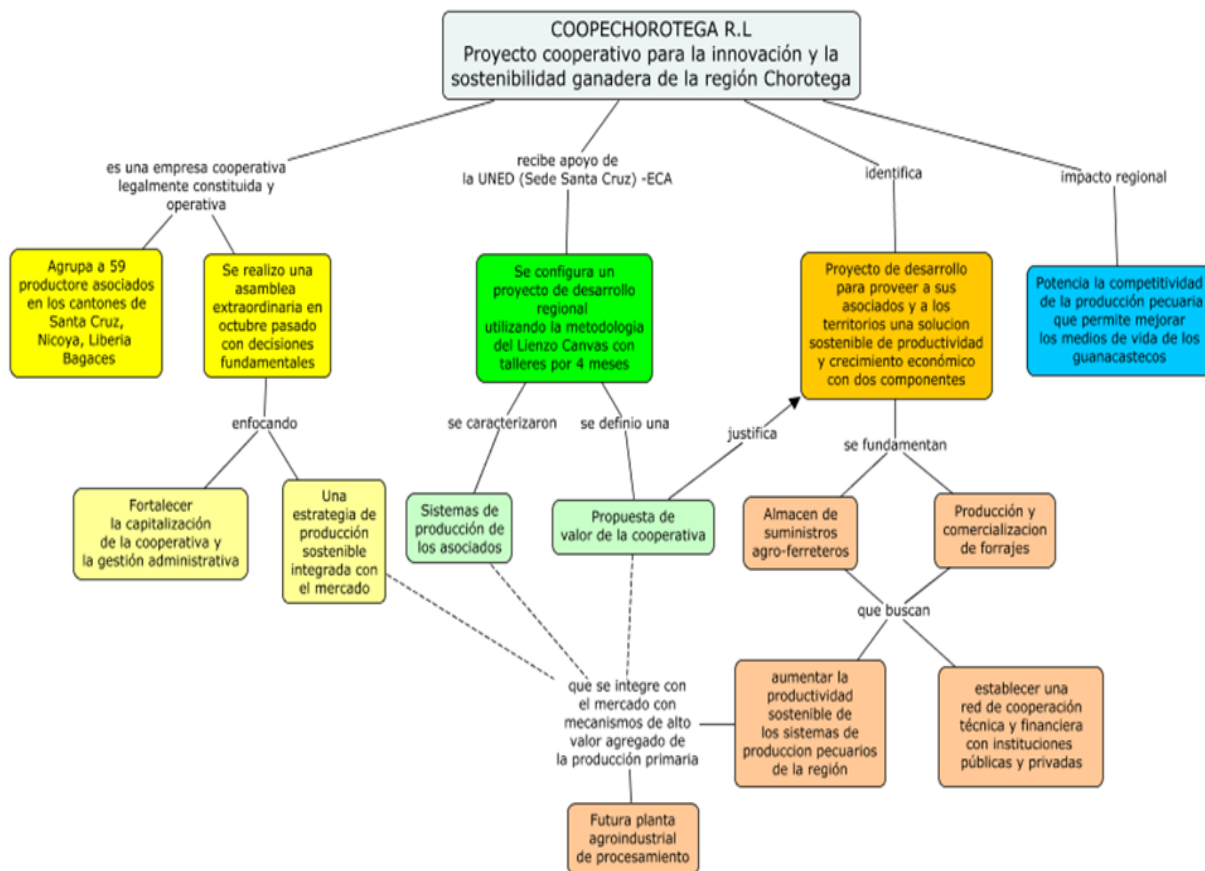 COOPECHOROTEGA R.L
Proyecto cooperativo para la innovación y la
sostenibilidad ganadera de la región Chorotega
es una empresa cooperativa
legalmente constituida y
operativa
recibe apoyo de
la UNED (Sede Santa Cruz) -ECA
identifica
impacto regional
Agrupa a 59
productore asociados
en los cantones de
Santa Cruz,
Nicoya, Liberia
Bagaces
Se realizo una
asamblea
extraordinaria en
octubre pasado
con decisiones
fundamentales
Se configura un
proyecto de desarrollo
regional
utilizando la metodologia
del Lienzo Canvas con
talleres por 4 meses
Proyecto de desarrollo
para proveer a sus
asociados y a los
territorios una solucion
sostenible de productividad
y crecimiento económico
con dos componentes
Potencia la competitividad
de la producción pecuaria
que permite mejorar
los medios de vida de los
guanacastecos
enfocando
se caracterizaron
se definio una
justifica
se fundamentan
Fortalecer
la capitalización
de la cooperativa y
la gestión administrativa
Una
estrategia de
producción
sostenible
integrada con
el mercado
Sistemas de
producción de
los asociados
Propuesta de
valor de la cooperativa
Almacen de
suministros
agro-ferreteros
Producción y
comercializacion
de forrajes
que buscan
que se integre con
el mercado con
mecanismos de alto
valor agregado de
la producción primaria
aumentar la
productividad
sostenible de
los sistemas de
produccion pecuarios
de la región
establecer una
red de cooperación
técnica y financiera
con instituciones
públicas y privadas
Futura planta
agroindustrial
de procesamiento